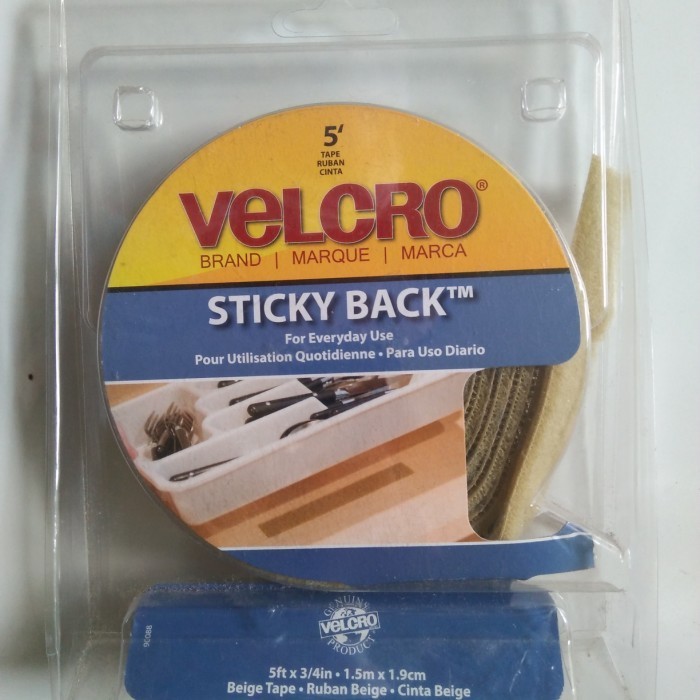 5'
TAPE
RUBAN
CINTA
VELCRO®
BRAND | MARQUE | MARCA
STICKY BACK™
For Everyday Use
Pour Utilisation Quotidienne • Para Uso Diario
GENUINE
VELCRO
PRODUCT
5ft x 3/4in • 1.5m x 1.9cm
Beige Tape • Ruban Beige • Cinta Beige